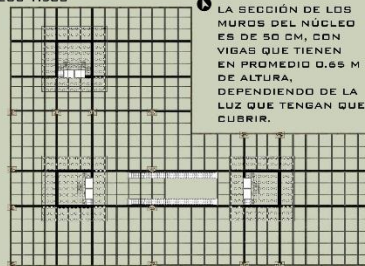 LA SECCIÓN DE LOS
MUROS DEL NÚCLEO
ES DE 50 CM, CON
VIGAS QUE TIENEN
EN PROMEDIO 0.65 M
DE ALTURA,
DEPENDIENDO DE LA
LUZ QUE TENGAN QUE
CUBRIR.